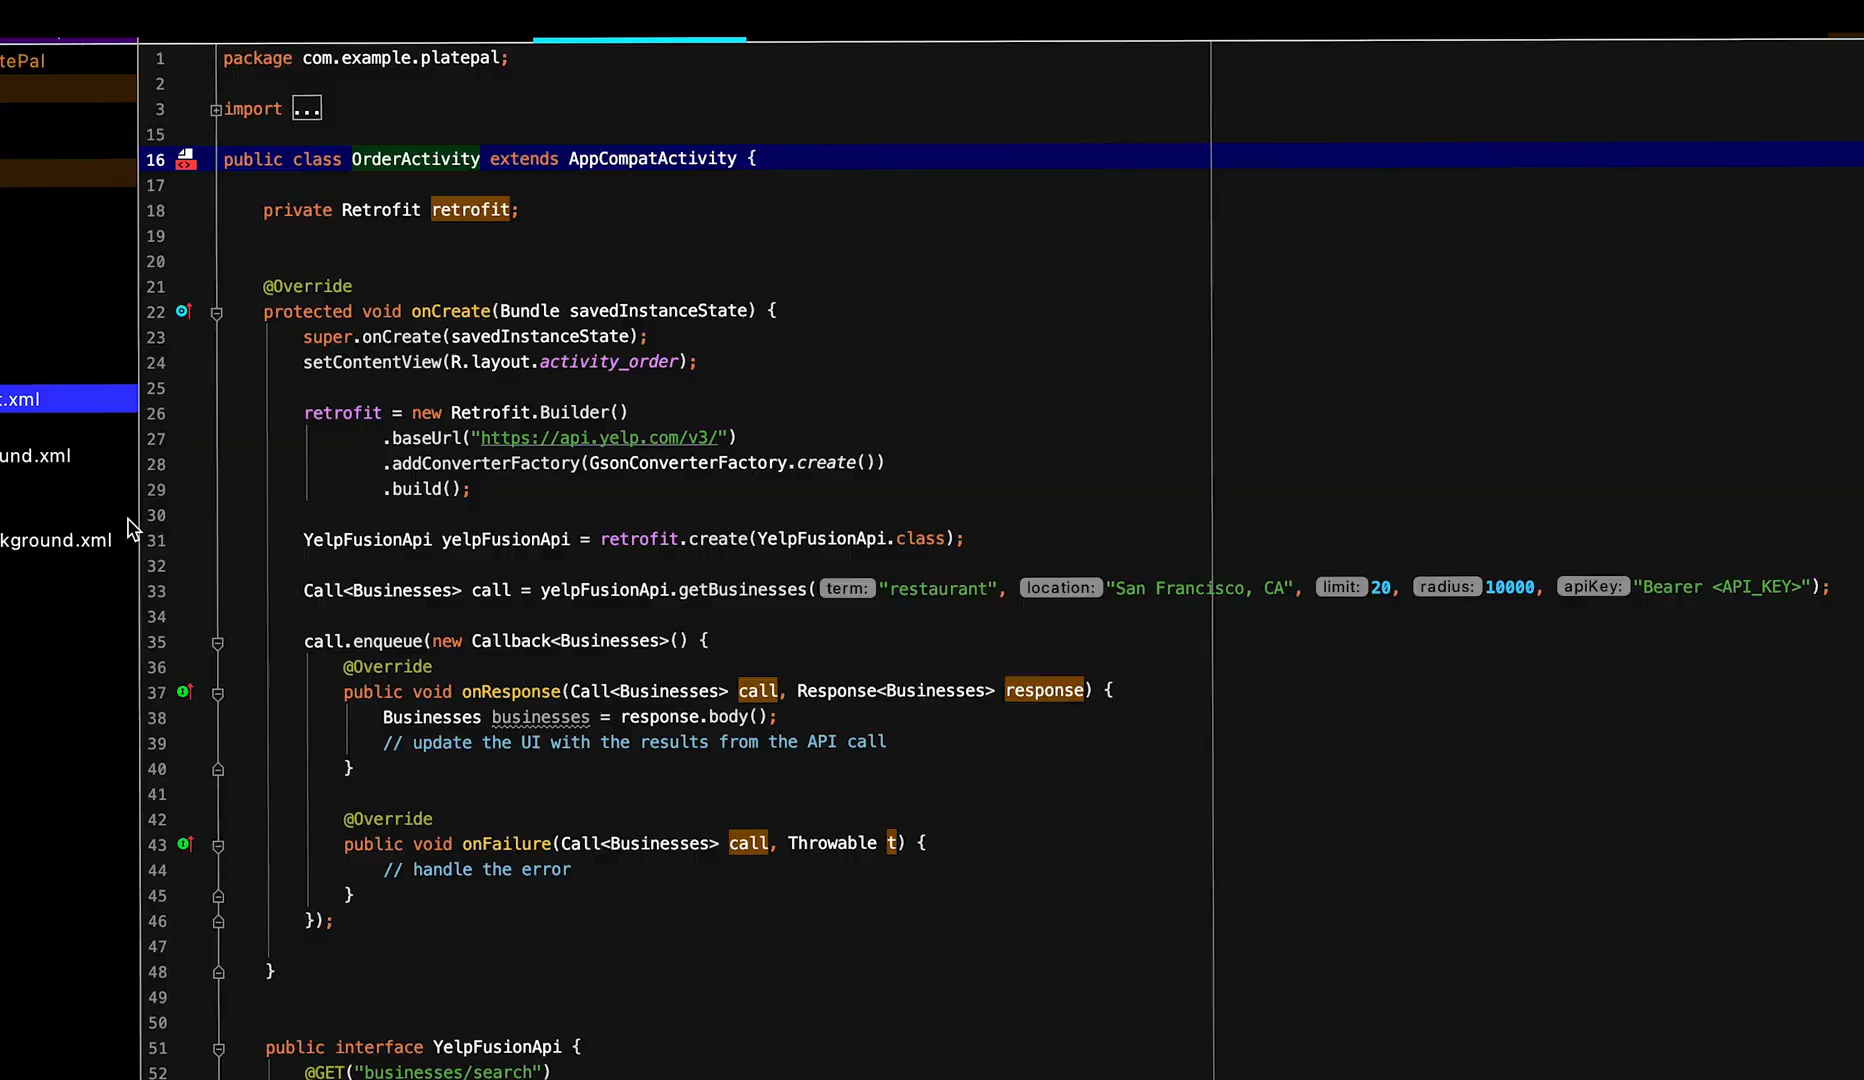 tePal
t.xml
und.xml
kground.xml
1 package com.example.platepal;
2
3 import ...
15
16 public class OrderActivity extends AppCompatActivity {
17
18 private Retrofit retrofit;
19
20
21 @Override
22 protected void onCreate(Bundle savedInstanceState) {
23 super.onCreate(savedInstanceState);
24 setContentView(R.layout.activity_order);
25
26 retrofit = new Retrofit.Builder()
27 .baseUrl("https://api.yelp.com/v3/")
28 .addConverterFactory(GsonConverterFactory.create())
29 .build();
30
31 YelpFusionApi yelpFusionApi = retrofit.create(YelpFusionApi.class);
32
33 Call<Businesses> call = yelpFusionApi.getBusinesses( term: "restaurant", location: "San Francisco, CA", limit: 20, radius: 10000, apiKey: "Bearer <API_KEY>");
34
35 call.enqueue(new Callback<Businesses>() {
36 @Override
37 public void onResponse(Call<Businesses> call, Response<Businesses> response) {
38 Businesses businesses = response.body();
39 // update the UI with the results from the API call
40 }
41
42 @Override
43 public void onFailure(Call<Businesses> call, Throwable t) {
44 // handle the error
45 }
46 });
47
48 }
49
50
51 public interface YelpFusionApi {
52 @GET("businesses/search")